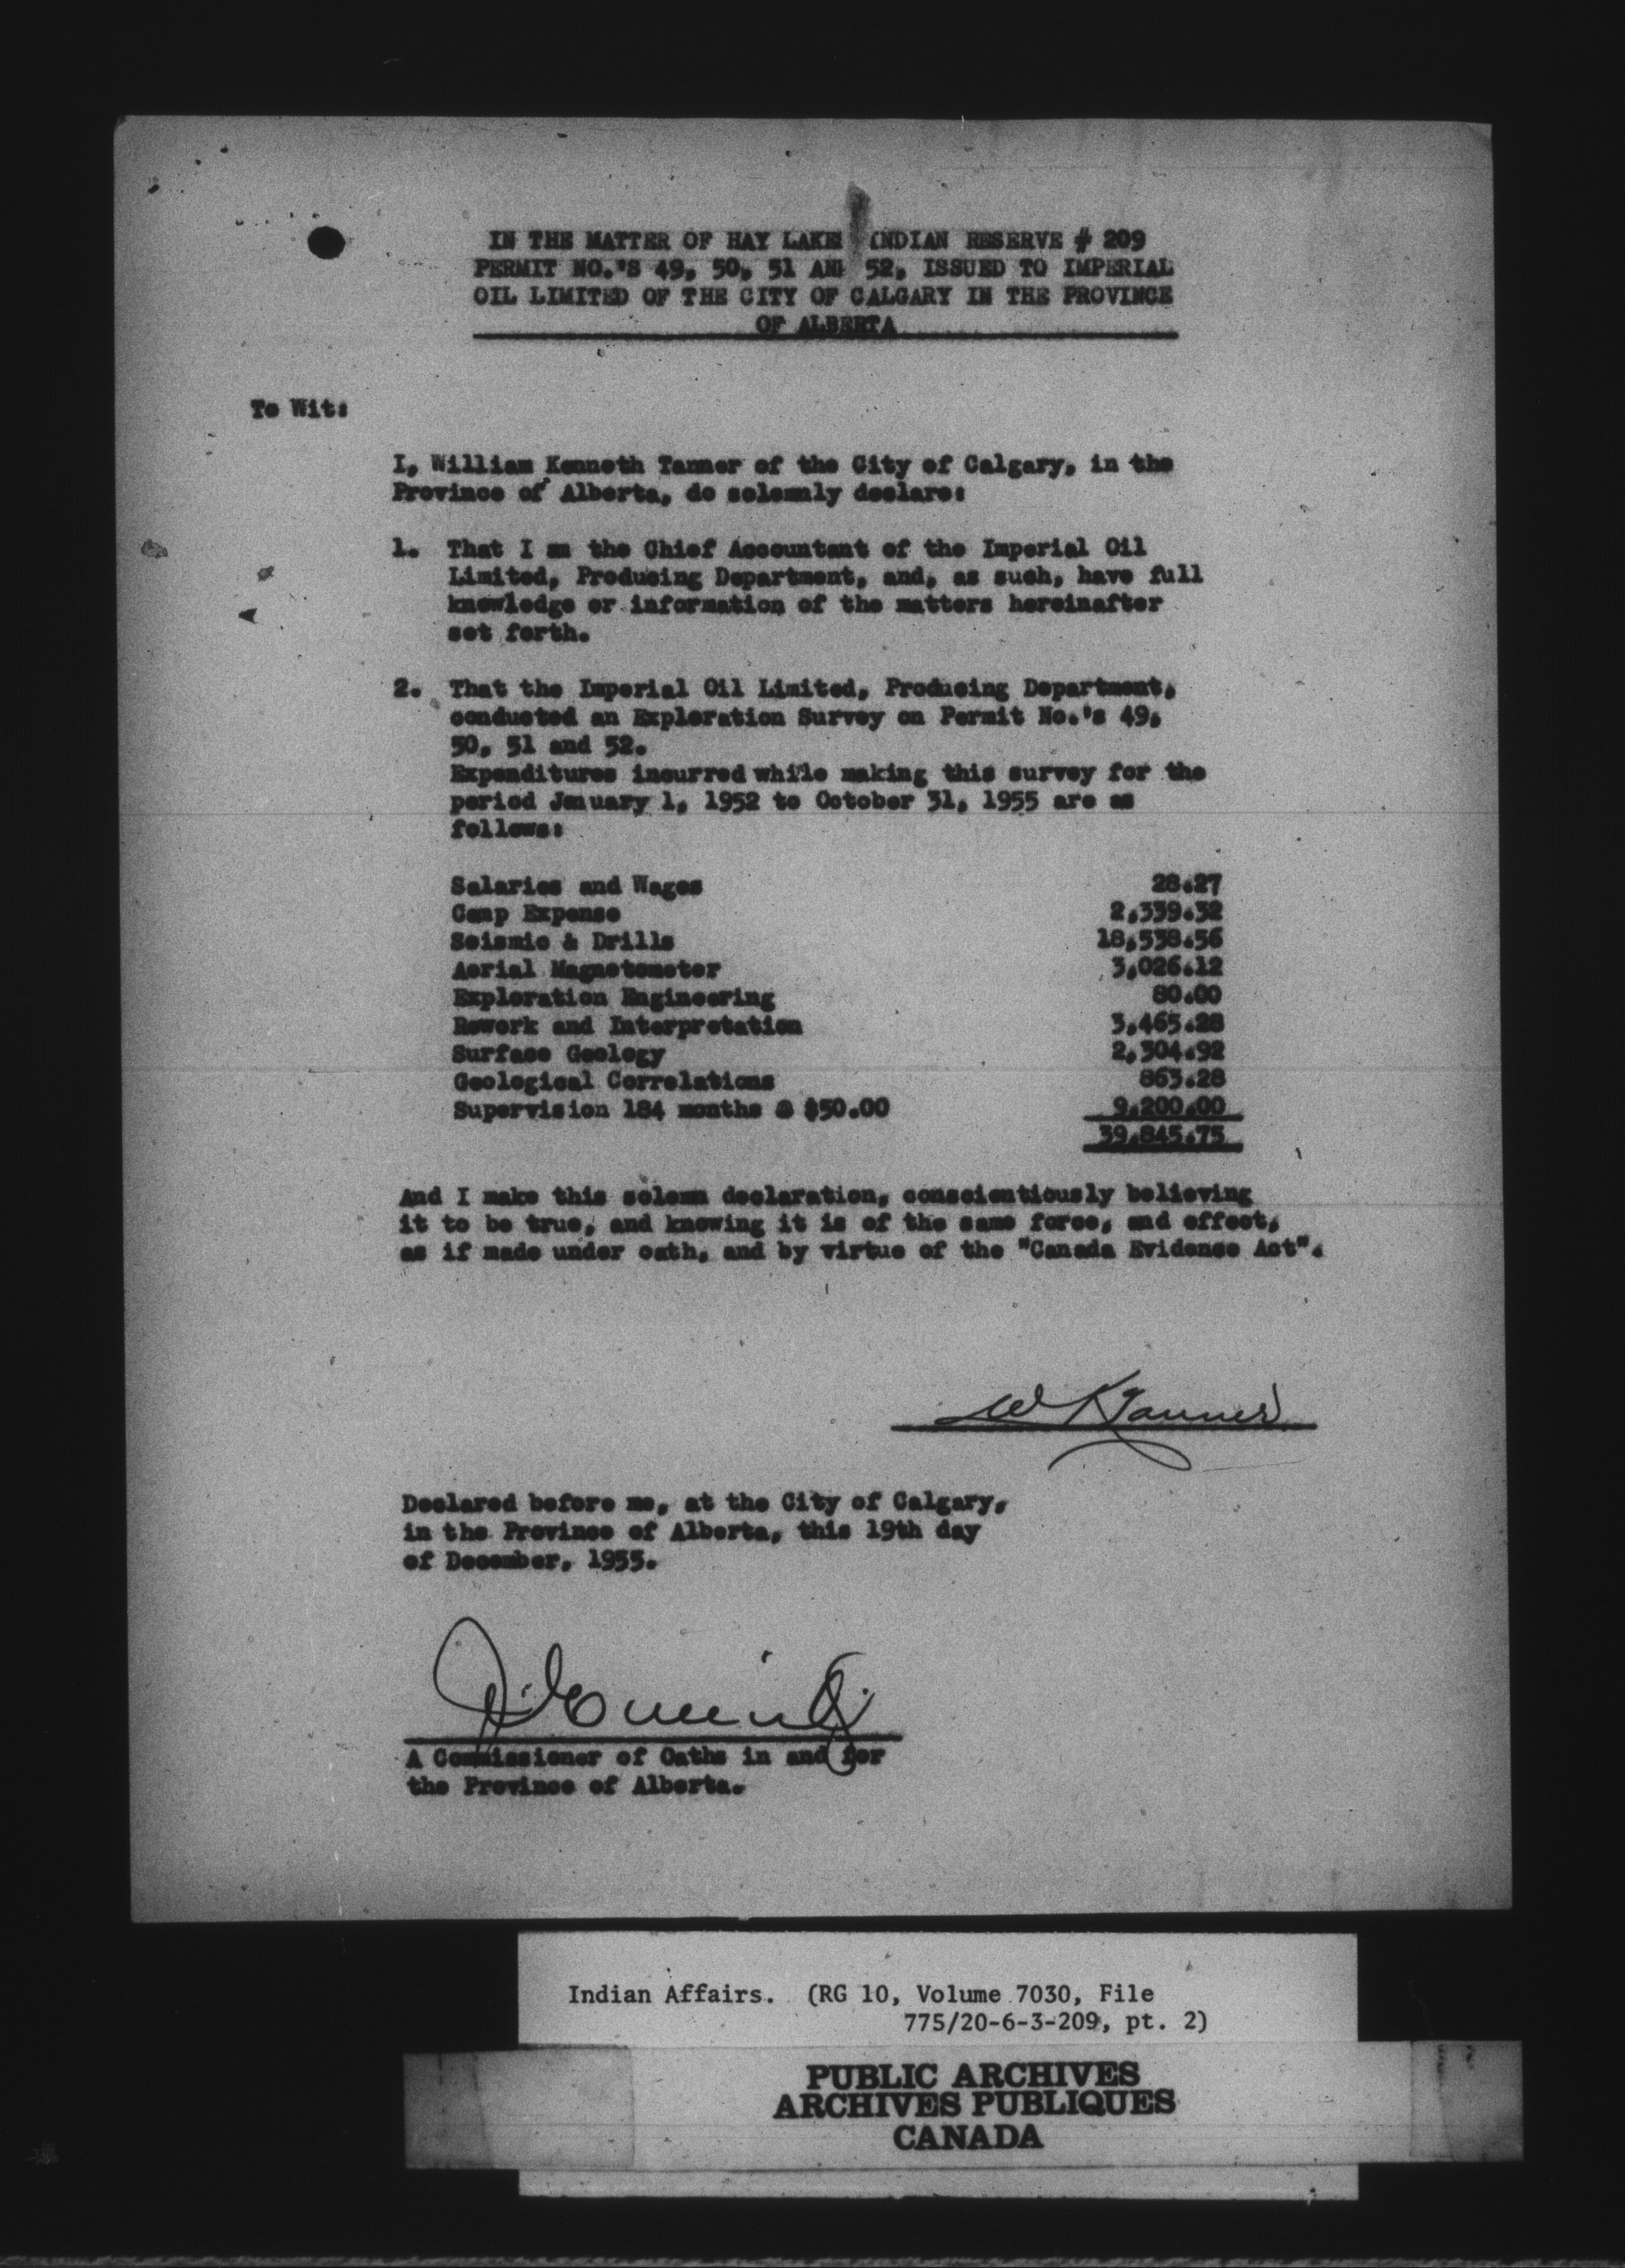 IN THE MATTER OF HAY LAKE INDIAN RESERVE # 209
PERMIT NO.'S 49, 50, 51 AND 52, ISSUED TO IMPERIAL
OIL LIMITED OF THE CITY OF CALGARY IN THE PROVINCE
OF ALBERTA
To Wit:
I, William Kenneth Tanner of the City of Calgary, in the
Province of Alberta, do solemnly declare:
1. That I am the Chief Accountant of the Imperial Oil
Limited, Producing Department, and, as such, have full
knowledge or information of the matters hereinafter
set forth.
2. That the Imperial Oil Limited, Producing Department,
conducted an Exploration Survey on Permit No.'s 49,
50, 51 and 52.
Expenditures incurred while making this survey for the
period January 1, 1952 to October 31, 1955 are as
follows:
Salaries and Wages 28.27
Camp Expense 2,339.32
Seismic & Drills 18,538.56
Aerial Magnetometer 3,026.12
Exploration Engineering 80.00
Rework and Interpretation 3,465.28
Surface Geology 2,304.92
Geological Correlations 863.28
Supervision 184 months @ $50.00 9,200.00
39,845.75
And I make this solemn declaration, conscientiously believing
it to be true, and knowing it is of the same force, and effect,
as if made under oath, and by virtue of the "Canada Evidence Act".
W K Tanner
Declared before me, at the City of Calgary,
in the Province of Alberta, this 19th day
of December, 1955.
A Commissioner of Oaths in and for
the Province of Alberta.
Indian Affairs. (RG 10, Volume 7030, File
775/20-6-3-209, pt. 2)
PUBLIC ARCHIVES
ARCHIVES PUBLIQUES
CANADA